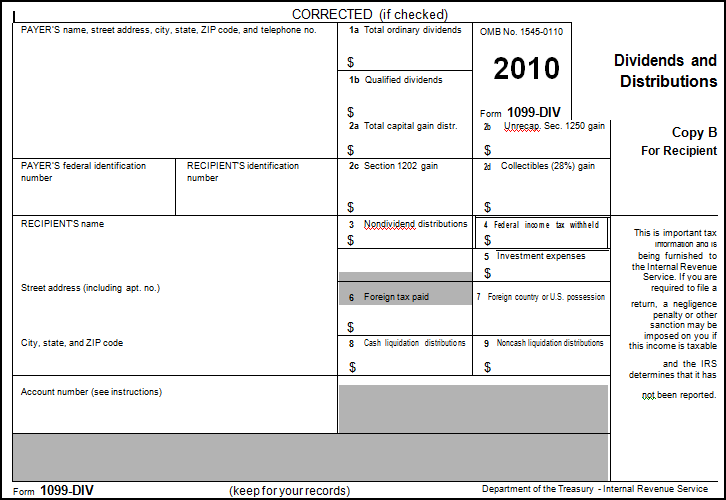 CORRECTED (if checked)
PAYER'S name, street address, city, state, ZIP code, and telephone no.
1a Total ordinary dividends
$
1b Qualified dividends
$
OMB No. 1545-0110
2010
Form 1099-DIV
Dividends and
Distributions
2a Total capital gain distr.
$
2b Unrecap. Sec. 1250 gain
$
Copy B
For Recipient
PAYER'S federal identification
number
RECIPIENT'S identification
number
2c Section 1202 gain
$
2d Collectibles (28%) gain
$
RECIPIENT'S name
3 Nondividend distributions
$
4 Federal income tax withheld
$
5 Investment expenses
$
This is important tax
information and is
being furnished to
the Internal Revenue
Service. If you are
required to file a
return, a negligence
penalty or other
sanction may be
imposed on you if
this income is taxable
and the IRS
determines that it has
not been reported.
Street address (including apt. no.)
6 Foreign tax paid
$
7 Foreign country or U.S. possession
City, state, and ZIP code
8 Cash liquidation distributions
$
9 Noncash liquidation distributions
$
Account number (see instructions)
Form 1099-DIV
(keep for your records)
Department of the Treasury - Internal Revenue Service